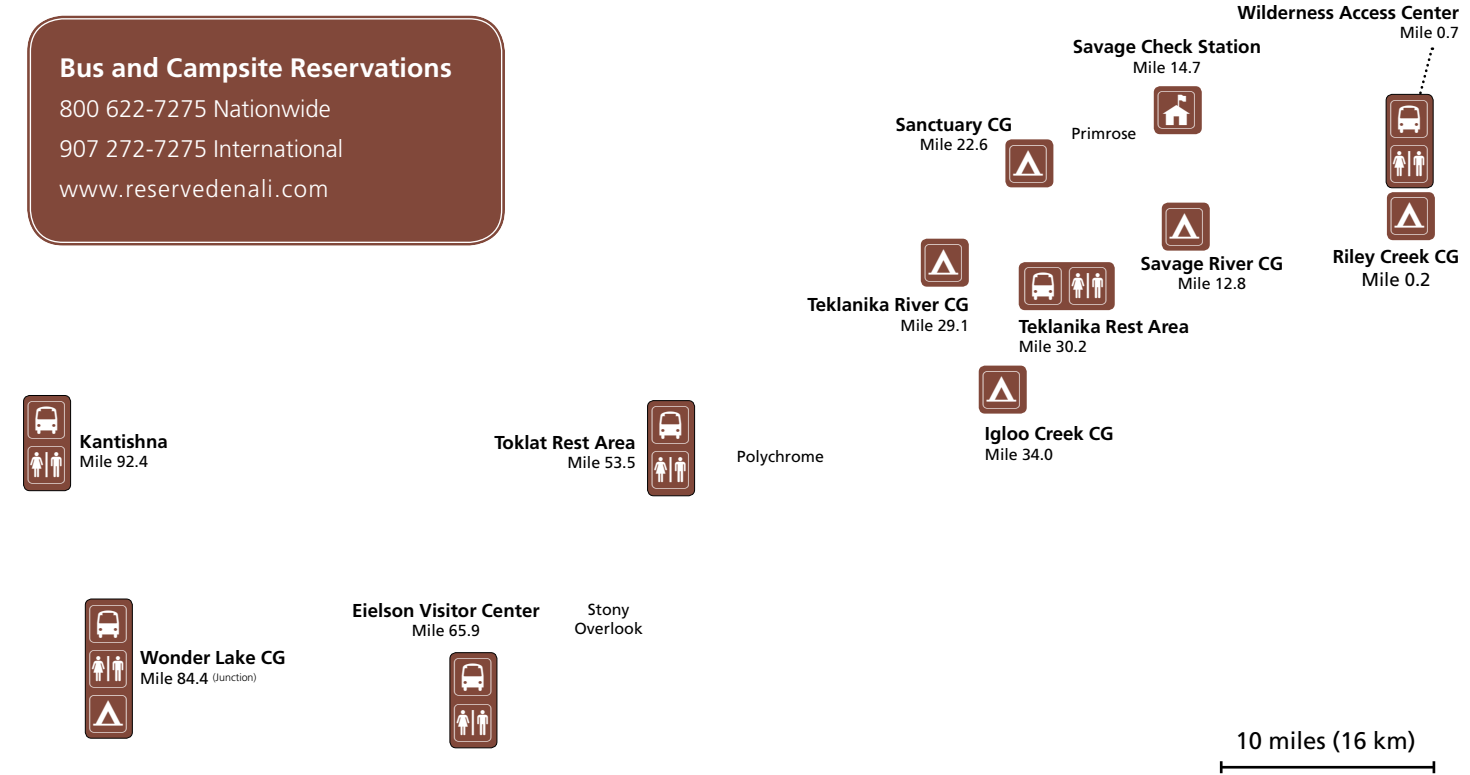 Bus and Campsite Reservations
800 622-7275 Nationwide
907 272-7275 International
www.reservedenali.com
Wilderness Access Center
Mile 0.7
Savage Check Station
Mile 14.7
Sanctuary CG
Mile 22.6
Primrose
Savage River CG
Mile 12.8
Riley Creek CG
Mile 0.2
Teklanika River CG
Mile 29.1
Teklanika Rest Area
Mile 30.2
Igloo Creek CG
Mile 34.0
Kantishna
Mile 92.4
Toklat Rest Area
Mile 53.5
Polychrome
Eielson Visitor Center
Mile 65.9
Stony
Overlook
Wonder Lake CG
Mile 84.4 (Junction)
10 miles (16 km)